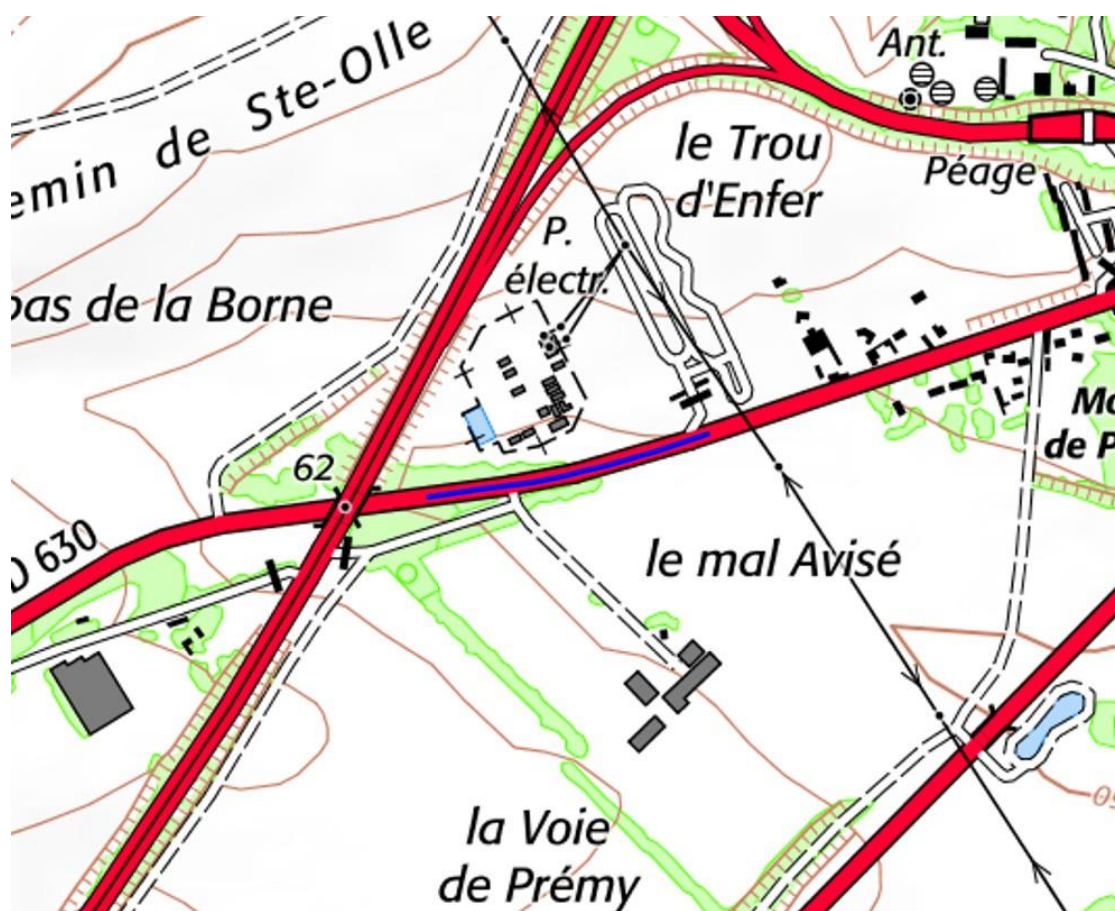 emin de Ste-Olle
Ant.
le Trou
d'Enfer
Péage
P.
électr.
pas de la Borne
62
D 630
le mal Avisé
la Voie
de Prémy